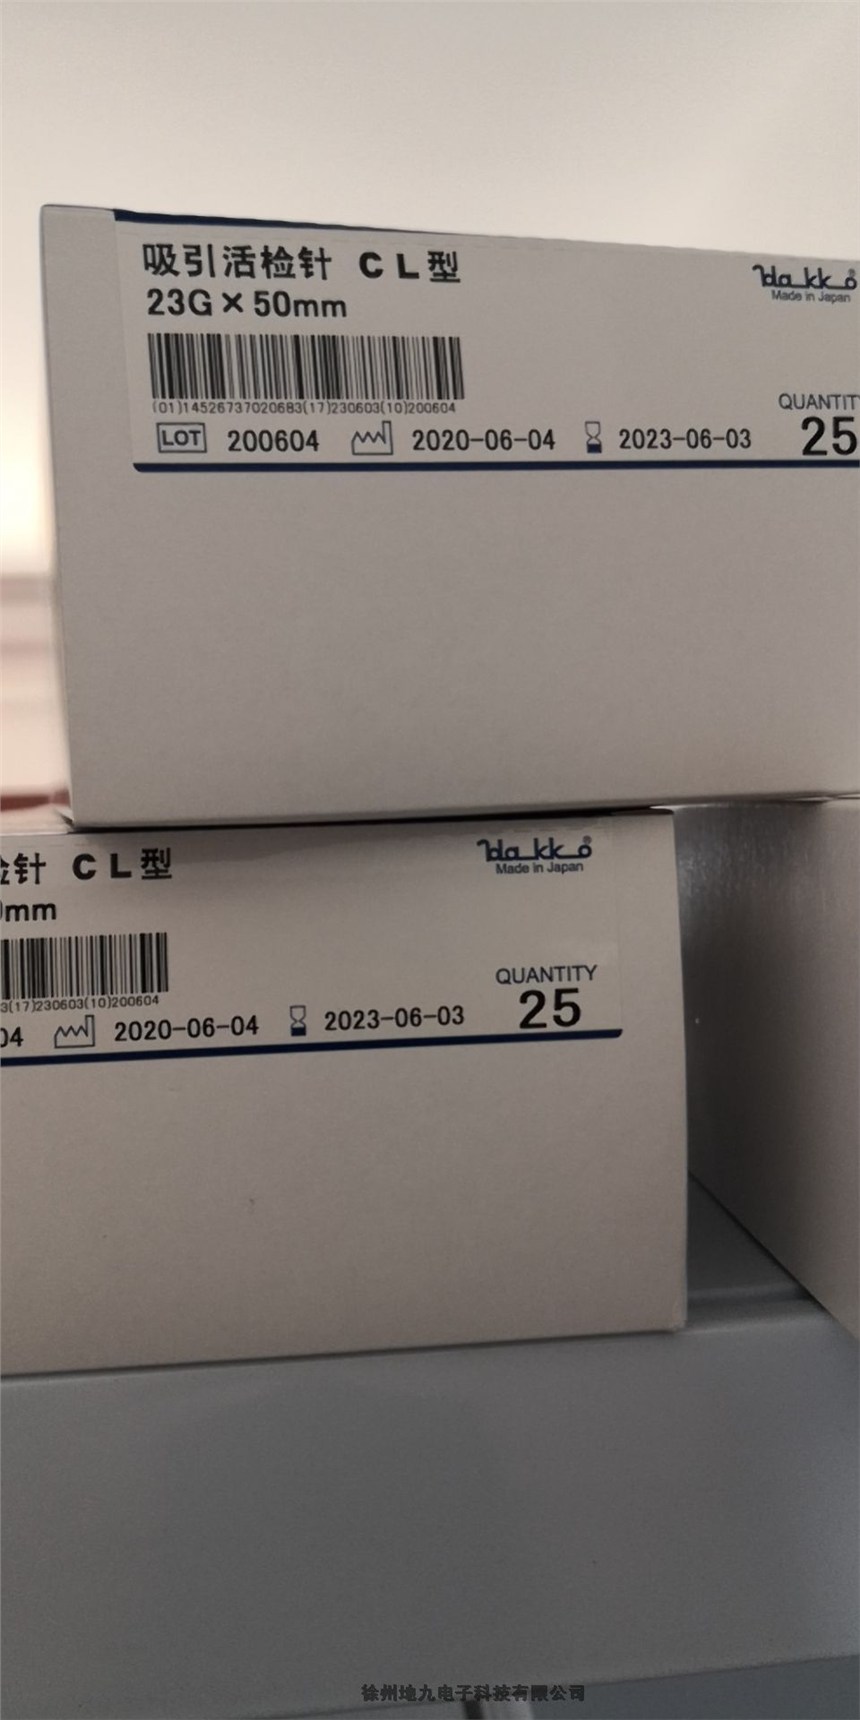 吸引活检针 CL型
23G×50mm
(01)14526737020683(17)230603(10)200604
LOT 200604 2020-06-04 2023-06-03
hakko®
Made in Japan
QUANTIT
25
针 CL型
mm
3(17)230603(10)200604
04 2020-06-04 2023-06-03
hakko®
Made in Japan
QUANTITY
25
徐州地九电子科技有限公司